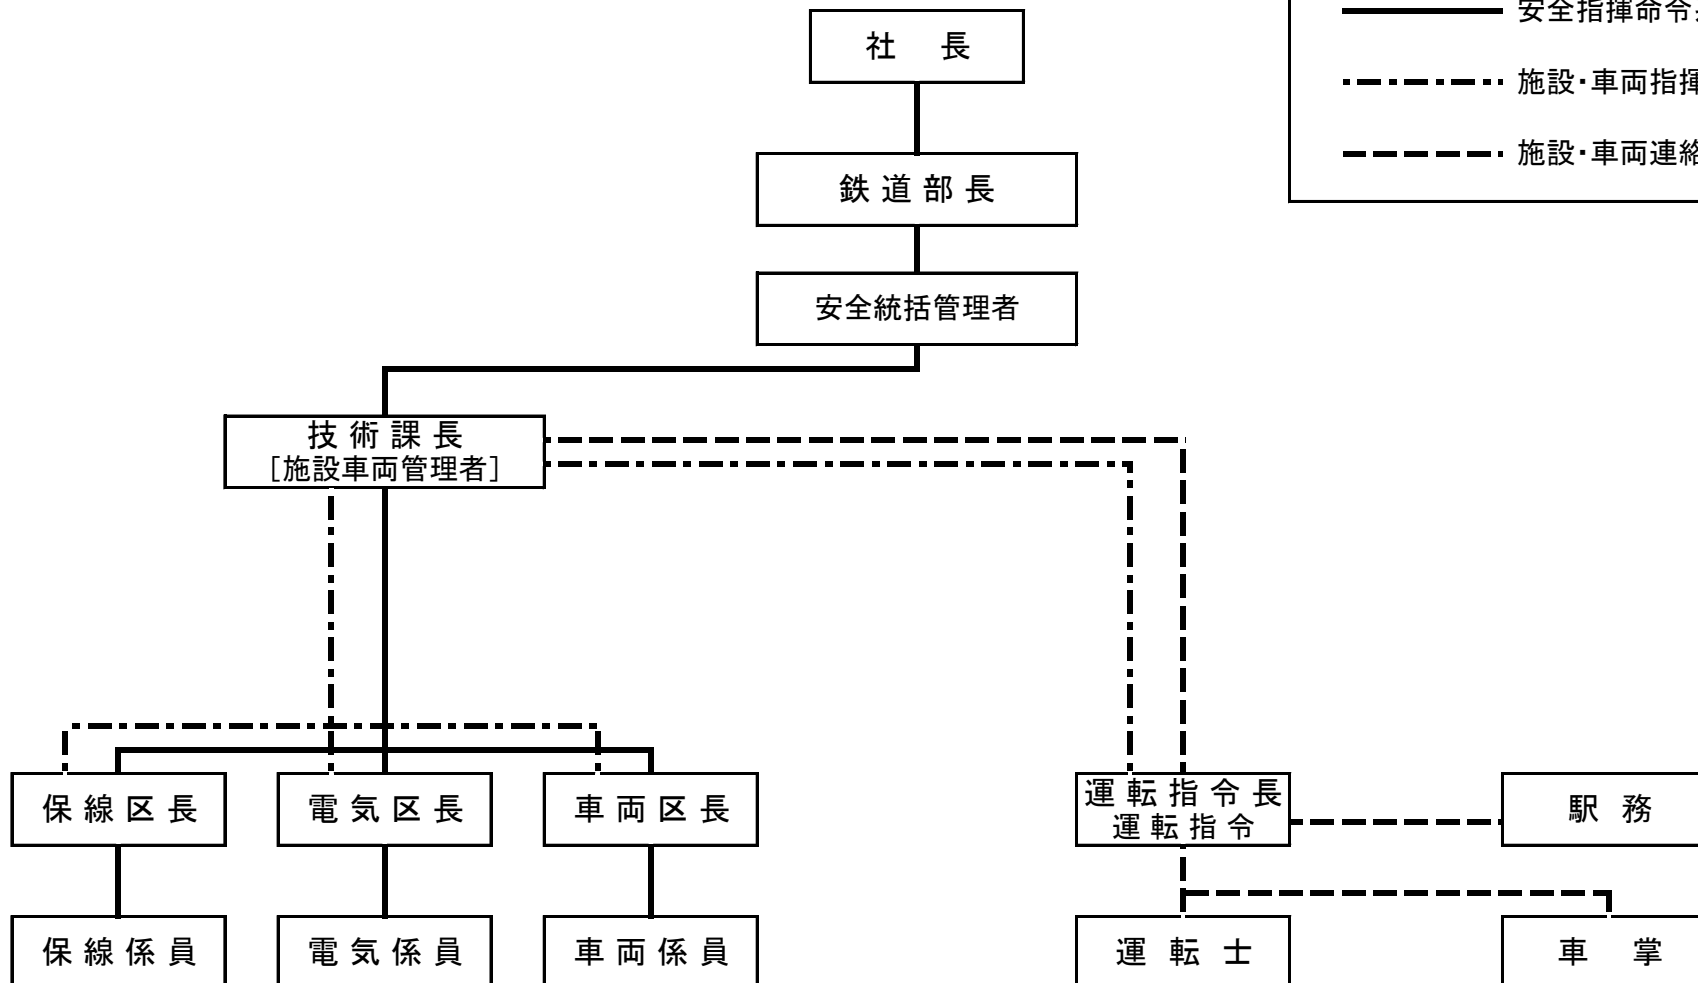 社　長
安全指揮命令
施設・車両指揮
施設・車両連絡
鉄道部長
安全統括管理者
技術課長
[施設車両管理者]
保線区長
電気区長
車両区長
運転指令長
運転指令
駅務
保線係員
電気係員
車両係員
運転士
車　掌